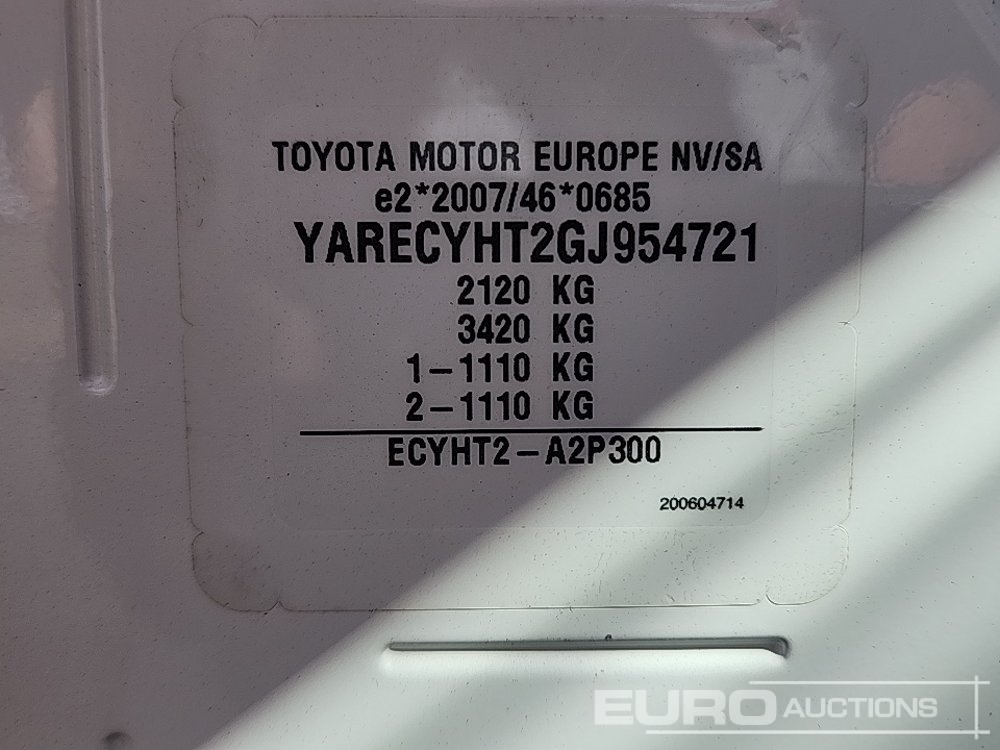 TOYOTA MOTOR EUROPE NV/SA
e2*2007/46*0685
YARECYHT2GJ954721
2120 KG
3420 KG
1-1110 KG
2-1110 KG
ECYHT2-A2P300
200604714
EURO AUCTIONS